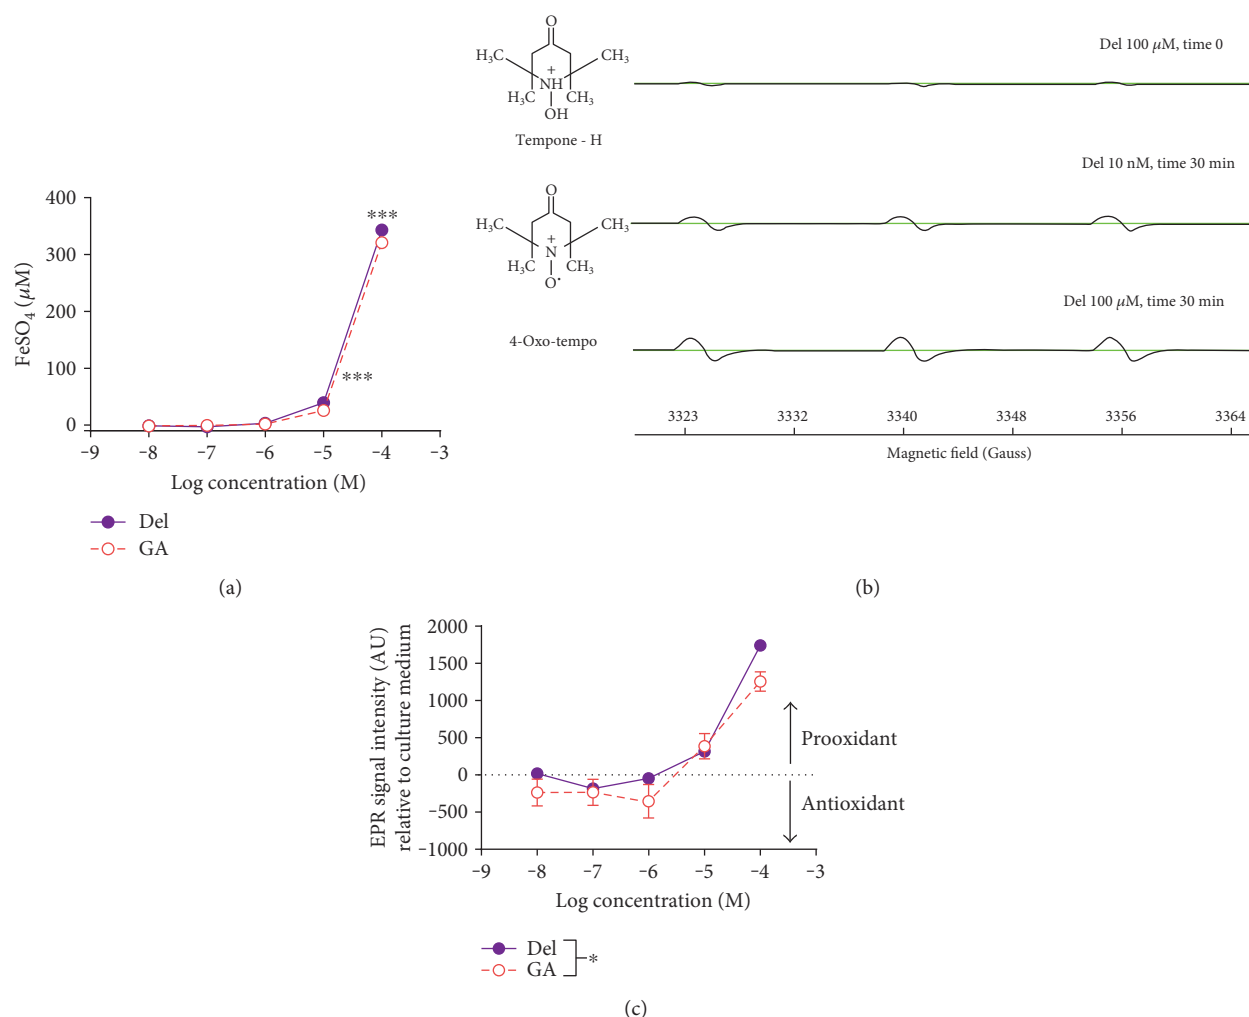 400
300
200
100
0
FeSO4 (μM)
***
***
-9 -8 -7 -6 -5 -4 -3
Log concentration (M)
Del
GA
(a)
O
H3C CH3
+
NH
H3C CH3
OH
Tempone - H
O
H3C CH3
+
N
H3C CH3
O•
4-Oxo-tempo
Del 100 μM, time 0
Del 10 nM, time 30 min
Del 100 μM, time 30 min
3323 3332 3340 3348 3356 3364
Magnetic field (Gauss)
(b)
2000
1500
1000
500
0
-500
-1000
EPR signal intensity (AU)
relative to culture medium
Prooxidant
Antioxidant
-9 -8 -7 -6 -5 -4 -3
Log concentration (M)
Del
GA
*
(c)